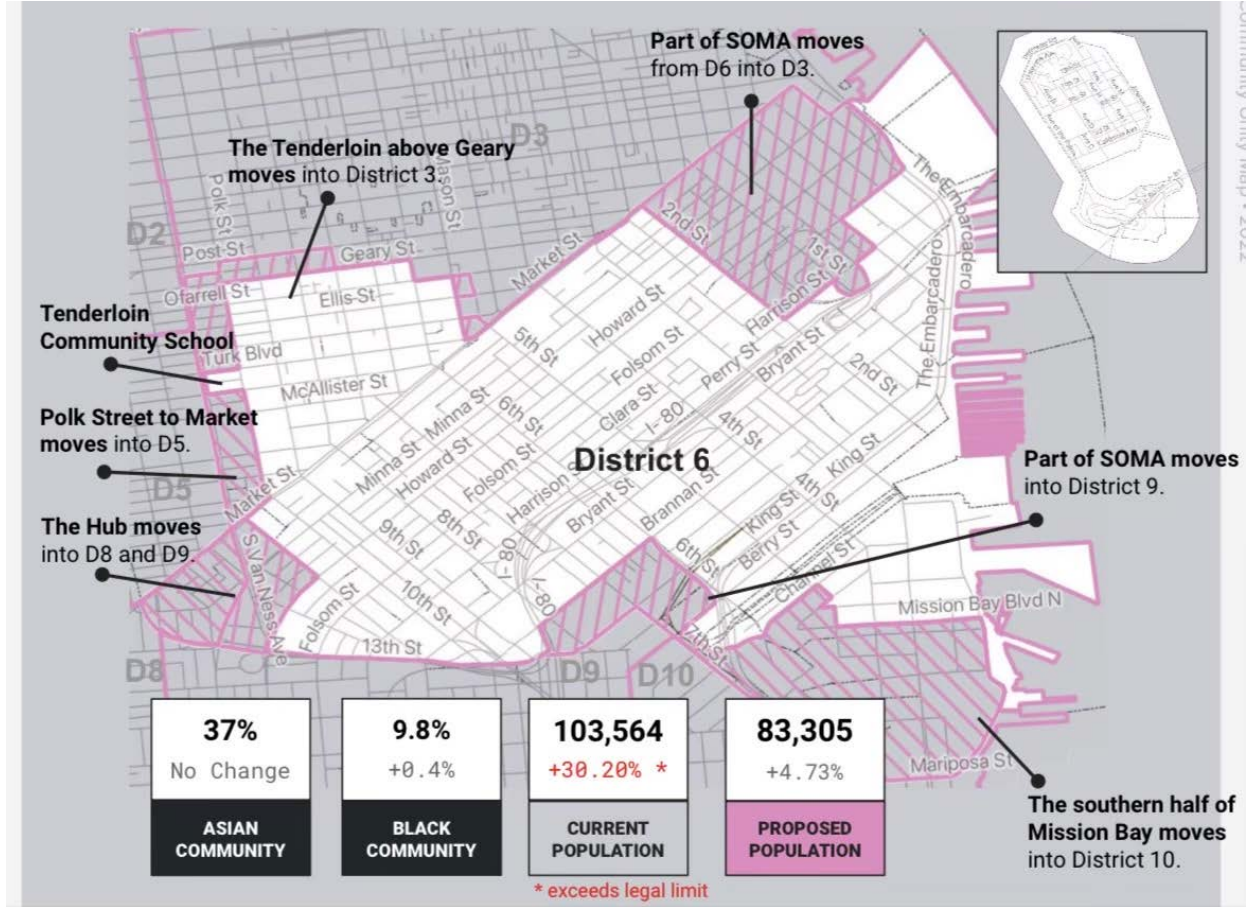 Part of SOMA moves
from D6 into D3.
Community Unity Map • 2022
D3
The Tenderloin above Geary
moves into District 3.
Mason St
Polk St
D2
Post St
Geary St
Market St
2nd St
1st St
The Embarcadero
Ofarrell St
Ellis St
Harrison St
The Embarcadero
Tenderloin
Community School
Turk Blvd
5th St
Howard St
Folsom St
Perry St
Bryant St
2nd St
McAllister St
Clara St
I-80
Polk Street to Market
moves into D5.
Minna St
6th St
4th St
District 6
King St
Part of SOMA moves
into District 9.
D5
Market St
Minna St
Howard St
Folsom St
Harrison St
Bryant St
Brannan St
4th St
The Hub moves
into D8 and D9.
S Van Ness Ave
9th St
8th St
I-80
I-80
6th St
King St
Berry St
Channel St
Folsom St
10th St
Mission Bay Blvd N
13th St
7th St
D8
D9
D10
37%
No Change
ASIAN
COMMUNITY
9.8%
+0.4%
BLACK
COMMUNITY
103,564
+30.20% *
CURRENT
POPULATION
83,305
+4.73%
PROPOSED
POPULATION
Mariposa St
The southern half of
Mission Bay moves
into District 10.
* exceeds legal limit